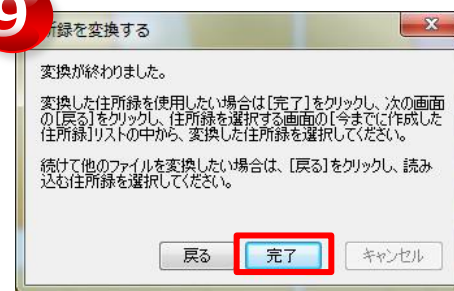 9
所録を変換する
変換が終わりました。
変換した住所録を使用したい場合は[完了]をクリックし、次の画面
の[戻る]をクリックし、住所録を選択する画面の[今までに作成した
住所録]リストの中から、変換した住所録を選択してください。
続けて他のファイルを変換したい場合は、[戻る]をクリックし、読み
込む住所録を選択してください。
戻る 完了 キャンセル